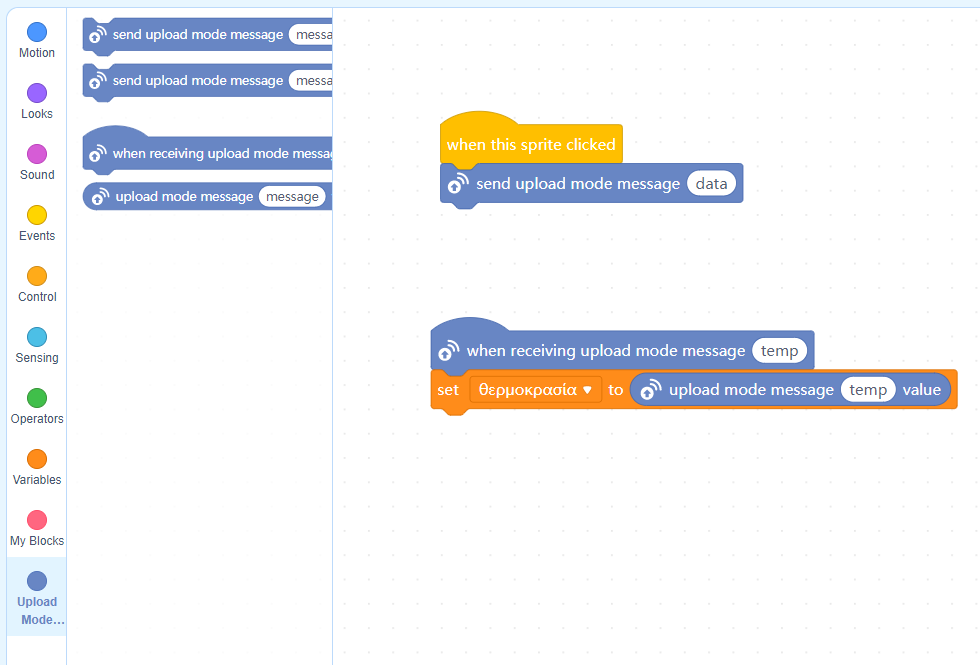 Motion
Looks
Sound
Events
Control
Sensing
Operators
Variables
My Blocks
Upload
Mode...
send upload mode message messa
send upload mode message messa
when receiving upload mode messa
upload mode message message
when this sprite clicked
send upload mode message data
when receiving upload mode message temp
set θερμοκρασία to upload mode message temp value